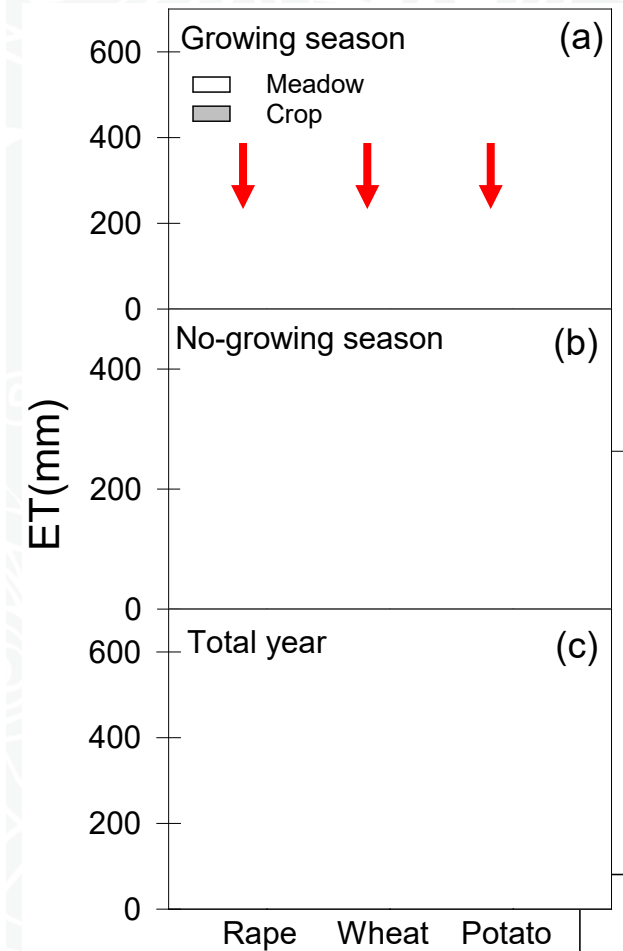 600
Growing season
(a)
Meadow
Crop
400
200
0
No-growing season
(b)
400
ET(mm)
200
0
Total year
(c)
600
400
200
0
Rape Wheat Potato